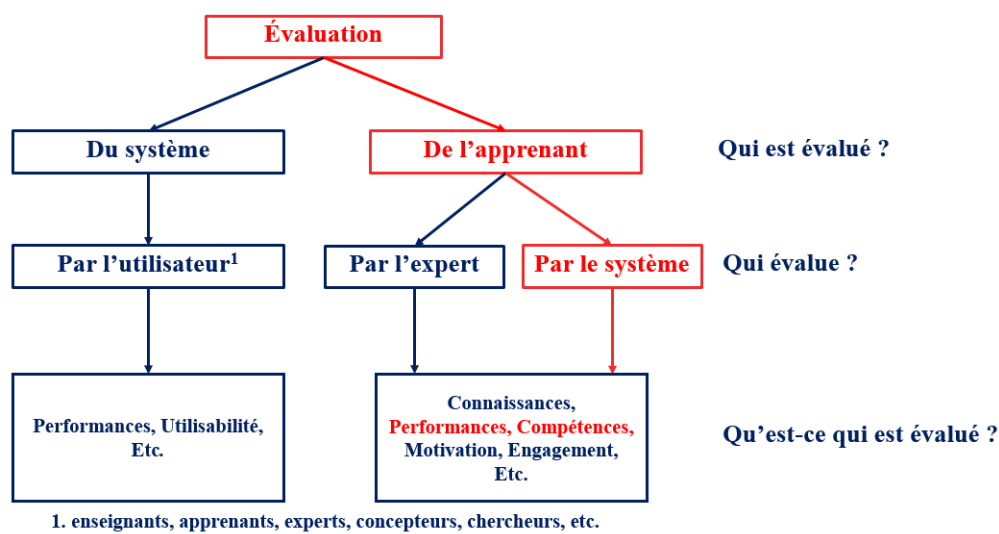 Évaluation
Du système
De l’apprenant
Qui est évalué ?
Par l’utilisateur¹
Par l’expert
Par le système
Qui évalue ?
Performances, Utilisabilité,
Etc.
Connaissances,
Performances, Compétences,
Motivation, Engagement,
Etc.
Qu’est-ce qui est évalué ?
1. enseignants, apprenants, experts, concepteurs, chercheurs, etc.